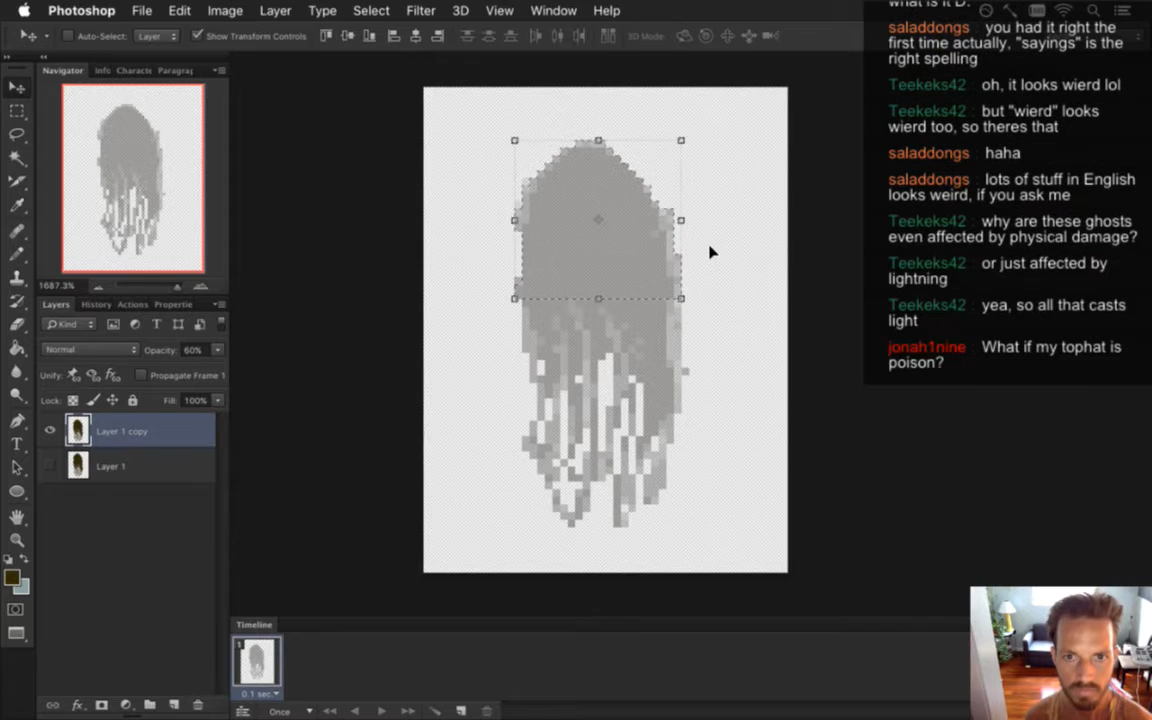 Photoshop File Edit Image Layer Type Select Filter 3D View Window Help
Auto-Select: Layer Show Transform Controls 3D Mode:
Navigator Info Characte Paragraj
1687.3%
Layers History Actions Propertie
Kind
Normal Opacity: 60%
Unify: Propagate Frame 1
Lock: Fill: 100%
Layer 1 copy
Layer 1
Timeline
1
0.1 sec.
Once
what is it D:
saladdongs : you had it right the
first time actually, "sayings" is the
right spelling
Teekeks42 : oh, it looks wierd lol
Teekeks42 : but "wierd" looks
wierd too, so theres that
saladdongs : haha
saladdongs : lots of stuff in English
looks weird, if you ask me
Teekeks42 : why are these ghosts
even affected by physical damage?
Teekeks42 : or just affected by
lightning
Teekeks42 : yea, so all that casts
light
jonah1nine : What if my tophat is
poison?